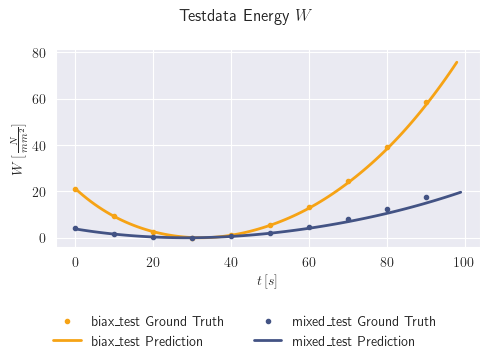 Testdata Energy W
80
60
40
20
0
W [N/mm²]
0 20 40 60 80 100
t [s]
biax_test Ground Truth mixed_test Ground Truth
biax_test Prediction mixed_test Prediction